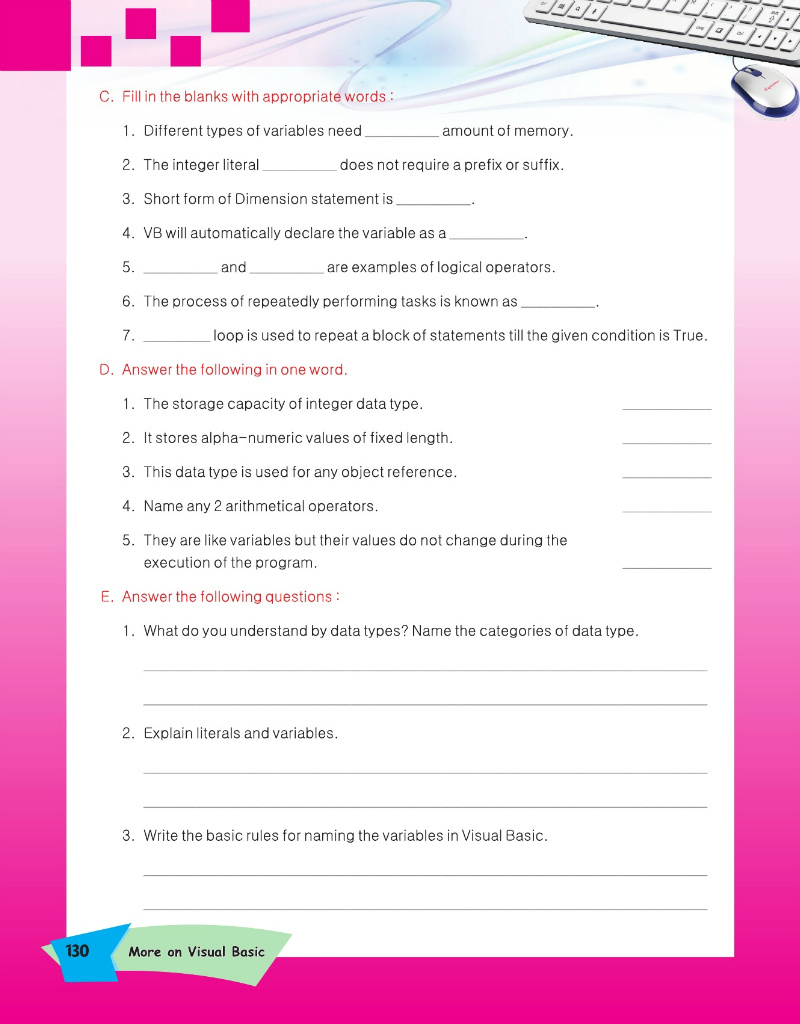 C. Fill in the blanks with appropriate words :
1. Different types of variables need __________ amount of memory.
2. The integer literal __________ does not require a prefix or suffix.
3. Short form of Dimension statement is __________.
4. VB will automatically declare the variable as a __________.
5. __________ and __________ are examples of logical operators.
6. The process of repeatedly performing tasks is known as __________.
7. _________ loop is used to repeat a block of statements till the given condition is True.
D. Answer the following in one word.
1. The storage capacity of integer data type. ____________
2. It stores alpha-numeric values of fixed length. ____________
3. This data type is used for any object reference. ____________
4. Name any 2 arithmetical operators. ____________
5. They are like variables but their values do not change during the
execution of the program. ____________
E. Answer the following questions :
1. What do you understand by data types? Name the categories of data type.
2. Explain literals and variables.
3. Write the basic rules for naming the variables in Visual Basic.
130 More on Visual Basic